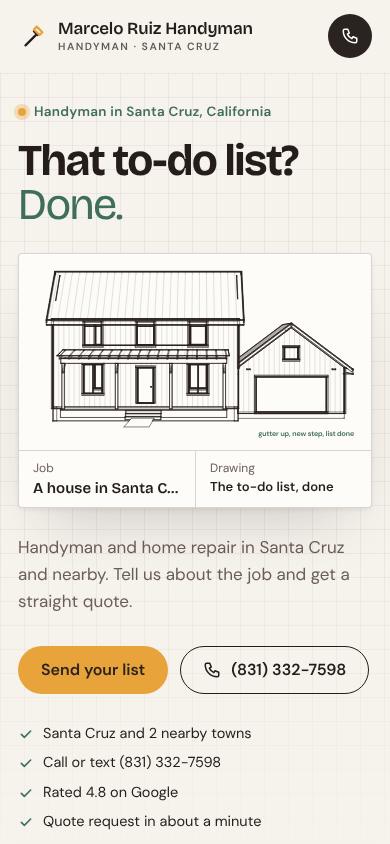 Marcelo Ruiz Handyman
HANDYMAN · SANTA CRUZ
Handyman in Santa Cruz, California
That to-do list?
Done.
gutter up, new step, list done
Job
A house in Santa C...
Drawing
The to-do list, done
Handyman and home repair in Santa Cruz
and nearby. Tell us about the job and get a
straight quote.
Send your list
(831) 332-7598
Santa Cruz and 2 nearby towns
Call or text (831) 332-7598
Rated 4.8 on Google
Quote request in about a minute